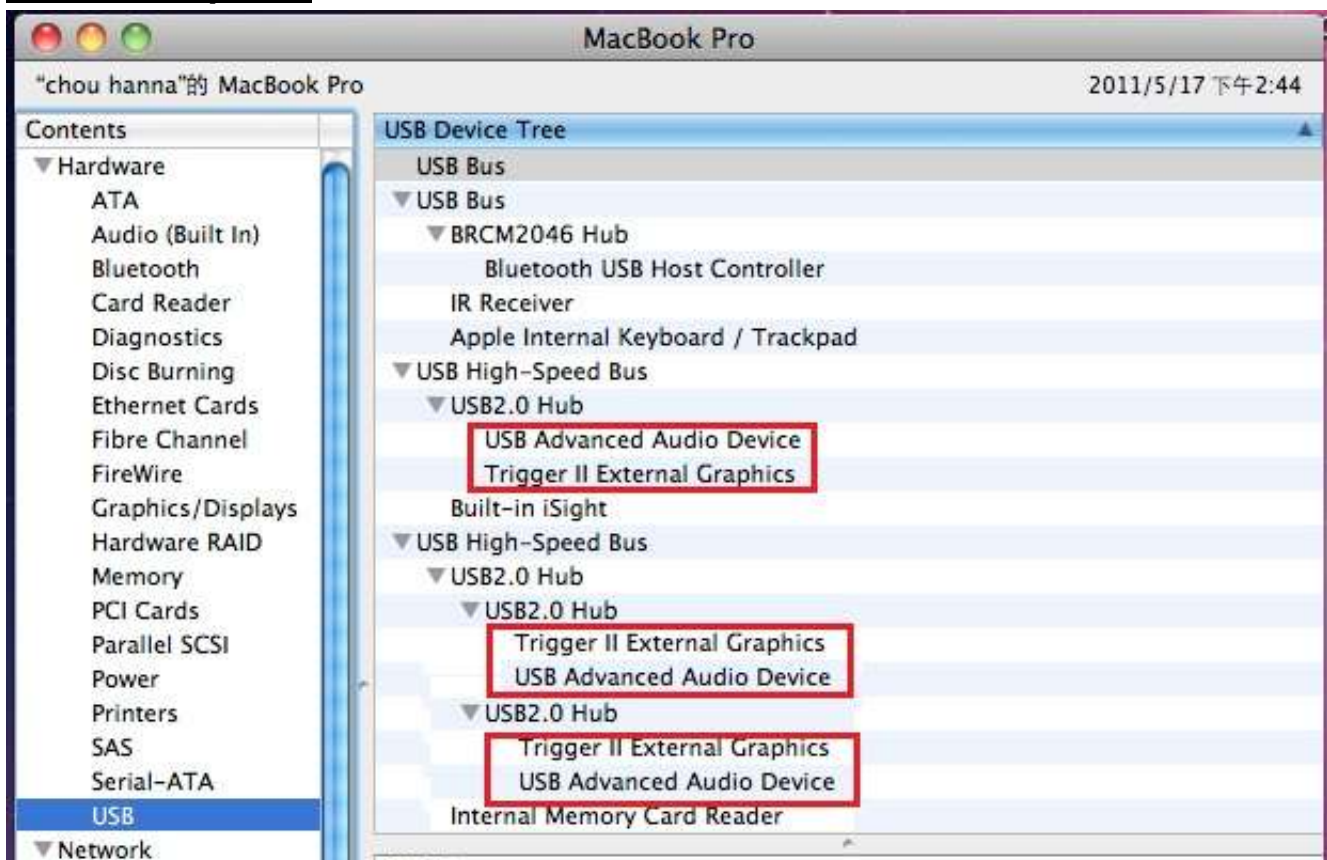 MacBook Pro
“chou hanna”的 MacBook Pro
2011/5/17 下午2:44
Contents
Hardware
ATA
Audio (Built In)
Bluetooth
Card Reader
Diagnostics
Disc Burning
Ethernet Cards
Fibre Channel
FireWire
Graphics/Displays
Hardware RAID
Memory
PCI Cards
Parallel SCSI
Power
Printers
SAS
Serial-ATA
USB
Network
USB Device Tree
USB Bus
USB Bus
BRCM2046 Hub
Bluetooth USB Host Controller
IR Receiver
Apple Internal Keyboard / Trackpad
USB High-Speed Bus
USB2.0 Hub
USB Advanced Audio Device
Trigger II External Graphics
Built-in iSight
USB High-Speed Bus
USB2.0 Hub
USB2.0 Hub
Trigger II External Graphics
USB Advanced Audio Device
USB2.0 Hub
Trigger II External Graphics
USB Advanced Audio Device
Internal Memory Card Reader